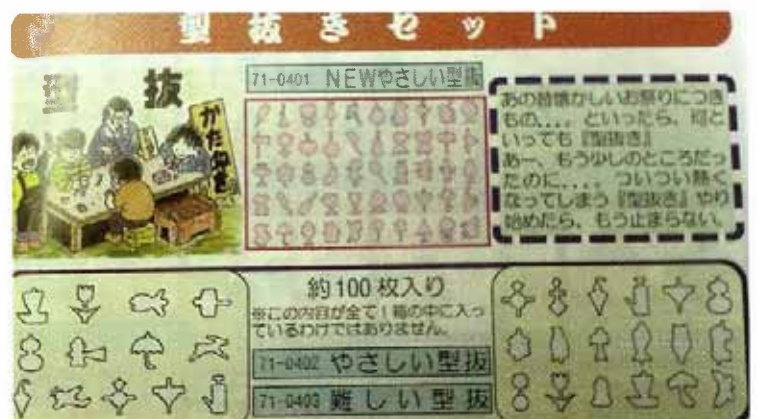 型抜きセット
型抜
かたぬき
71-0401 NEWやさしい型抜
あの昔懐かしいお祭りにつき
もの.... といったら、何と
いっても『型抜き』
あー、もう少しのところだっ
たのに.... ついつい熱く
なってしまう『型抜き』やり
始めたら、もう止まらない。
約100枚入り
※この内容が全て1箱の中に入っ
ているわけではありません。
71-0402 やさしい型抜
71-0403 難しい型抜